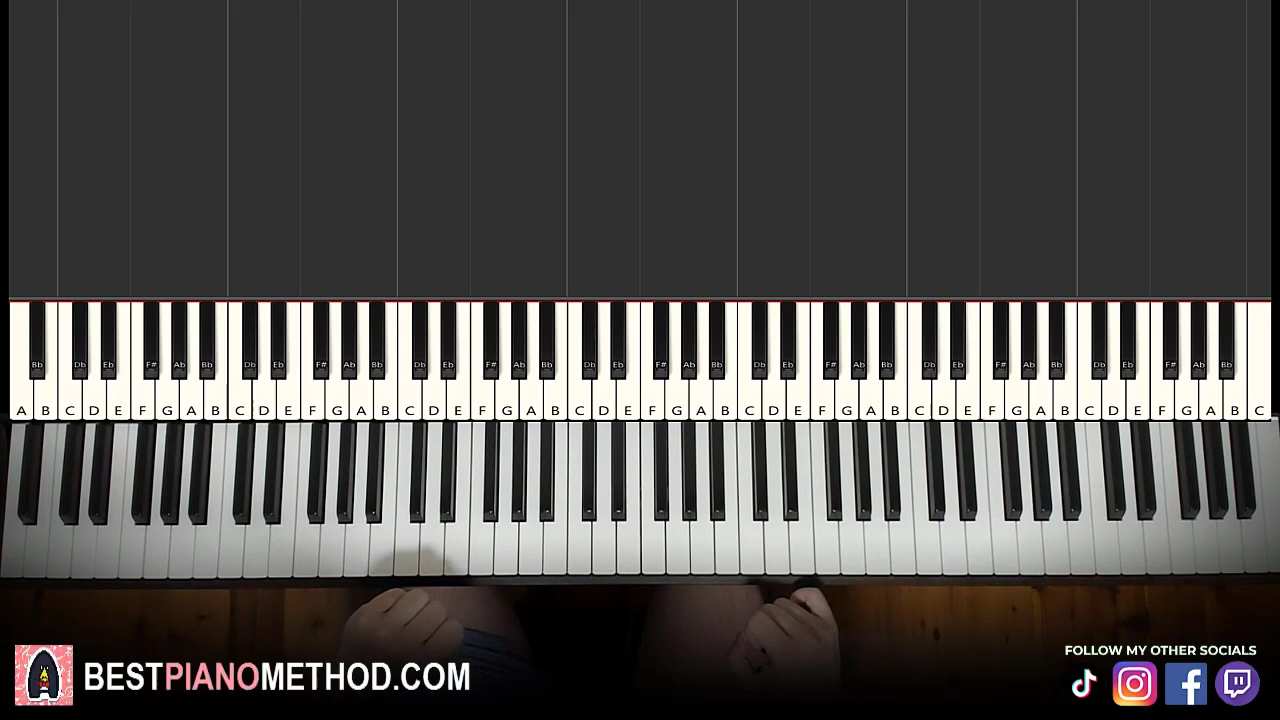 Bb Db Eb F# Ab Bb Db Eb F# Ab Bb Db Eb F# Ab Bb Db Eb F# Ab Bb Db Eb F# Ab Bb Db Eb F# Ab Bb Db Eb F# Ab Bb
A B C D E F G A B C D E F G A B C D E F G A B C D E F G A B C D E F G A B C D E F G A B C D E F G A B C
FOLLOW MY OTHER SOCIALS
BESTPIANOMETHOD.COM